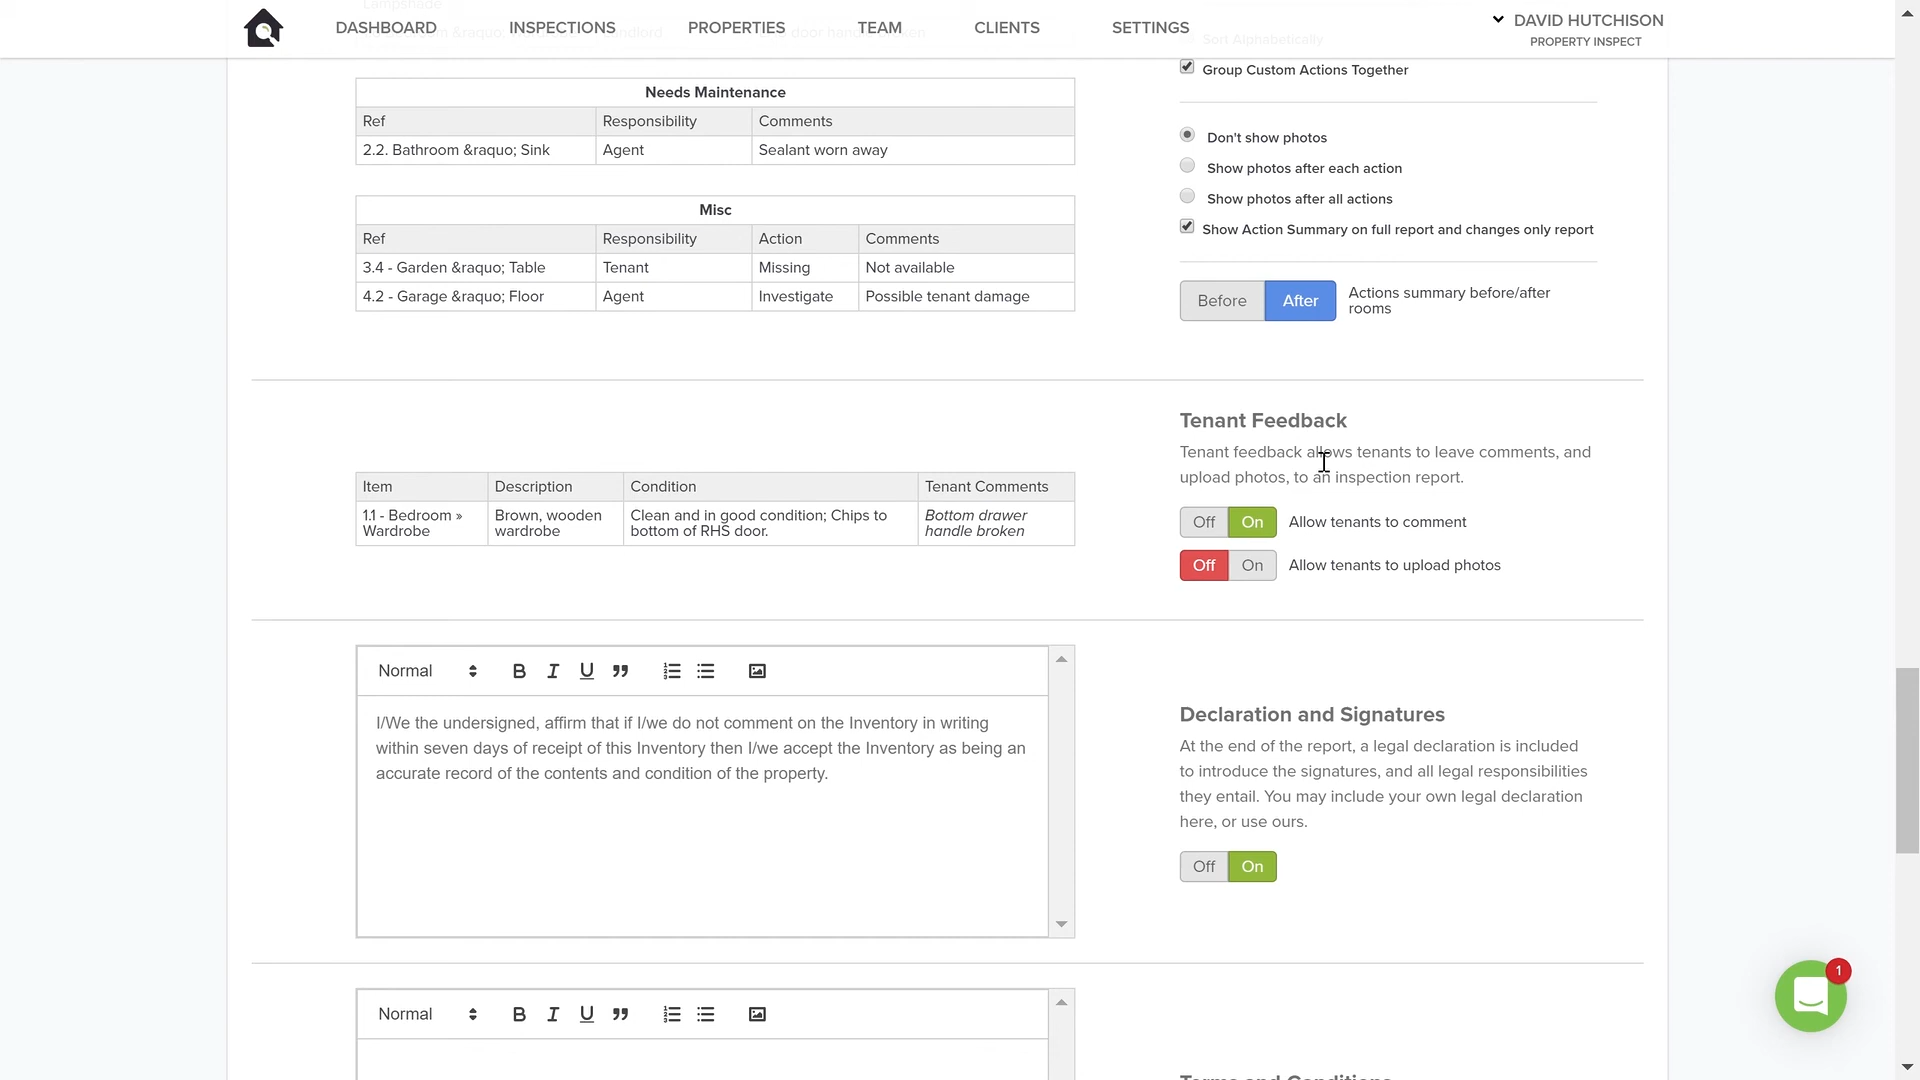 DASHBOARD INSPECTIONS PROPERTIES TEAM CLIENTS SETTINGS
DAVID HUTCHISON
PROPERTY INSPECT
Lampshade
Sort Alphabetically
Group Custom Actions Together
Needs Maintenance
Ref Responsibility Comments
2.2. Bathroom &raquo; Sink Agent Sealant worn away
Don't show photos
Show photos after each action
Show photos after all actions
Show Action Summary on full report and changes only report
Misc
Ref Responsibility Action Comments
3.4 - Garden &raquo; Table Tenant Missing Not available
4.2 - Garage &raquo; Floor Agent Investigate Possible tenant damage
Before After Actions summary before/after
rooms
Tenant Feedback
Tenant feedback allows tenants to leave comments, and
upload photos, to an inspection report.
Item Description Condition Tenant Comments
1.1 - Bedroom » Brown, wooden Clean and in good condition; Chips to Bottom drawer
Wardrobe wardrobe bottom of RHS door. handle broken
Off On Allow tenants to comment
Off On Allow tenants to upload photos
Normal B I U
I/We the undersigned, affirm that if I/we do not comment on the Inventory in writing
within seven days of receipt of this Inventory then I/we accept the Inventory as being an
accurate record of the contents and condition of the property.
Declaration and Signatures
At the end of the report, a legal declaration is included
to introduce the signatures, and all legal responsibilities
they entail. You may include your own legal declaration
here, or use ours.
Off On
1
Normal B I U
Terms and Conditions